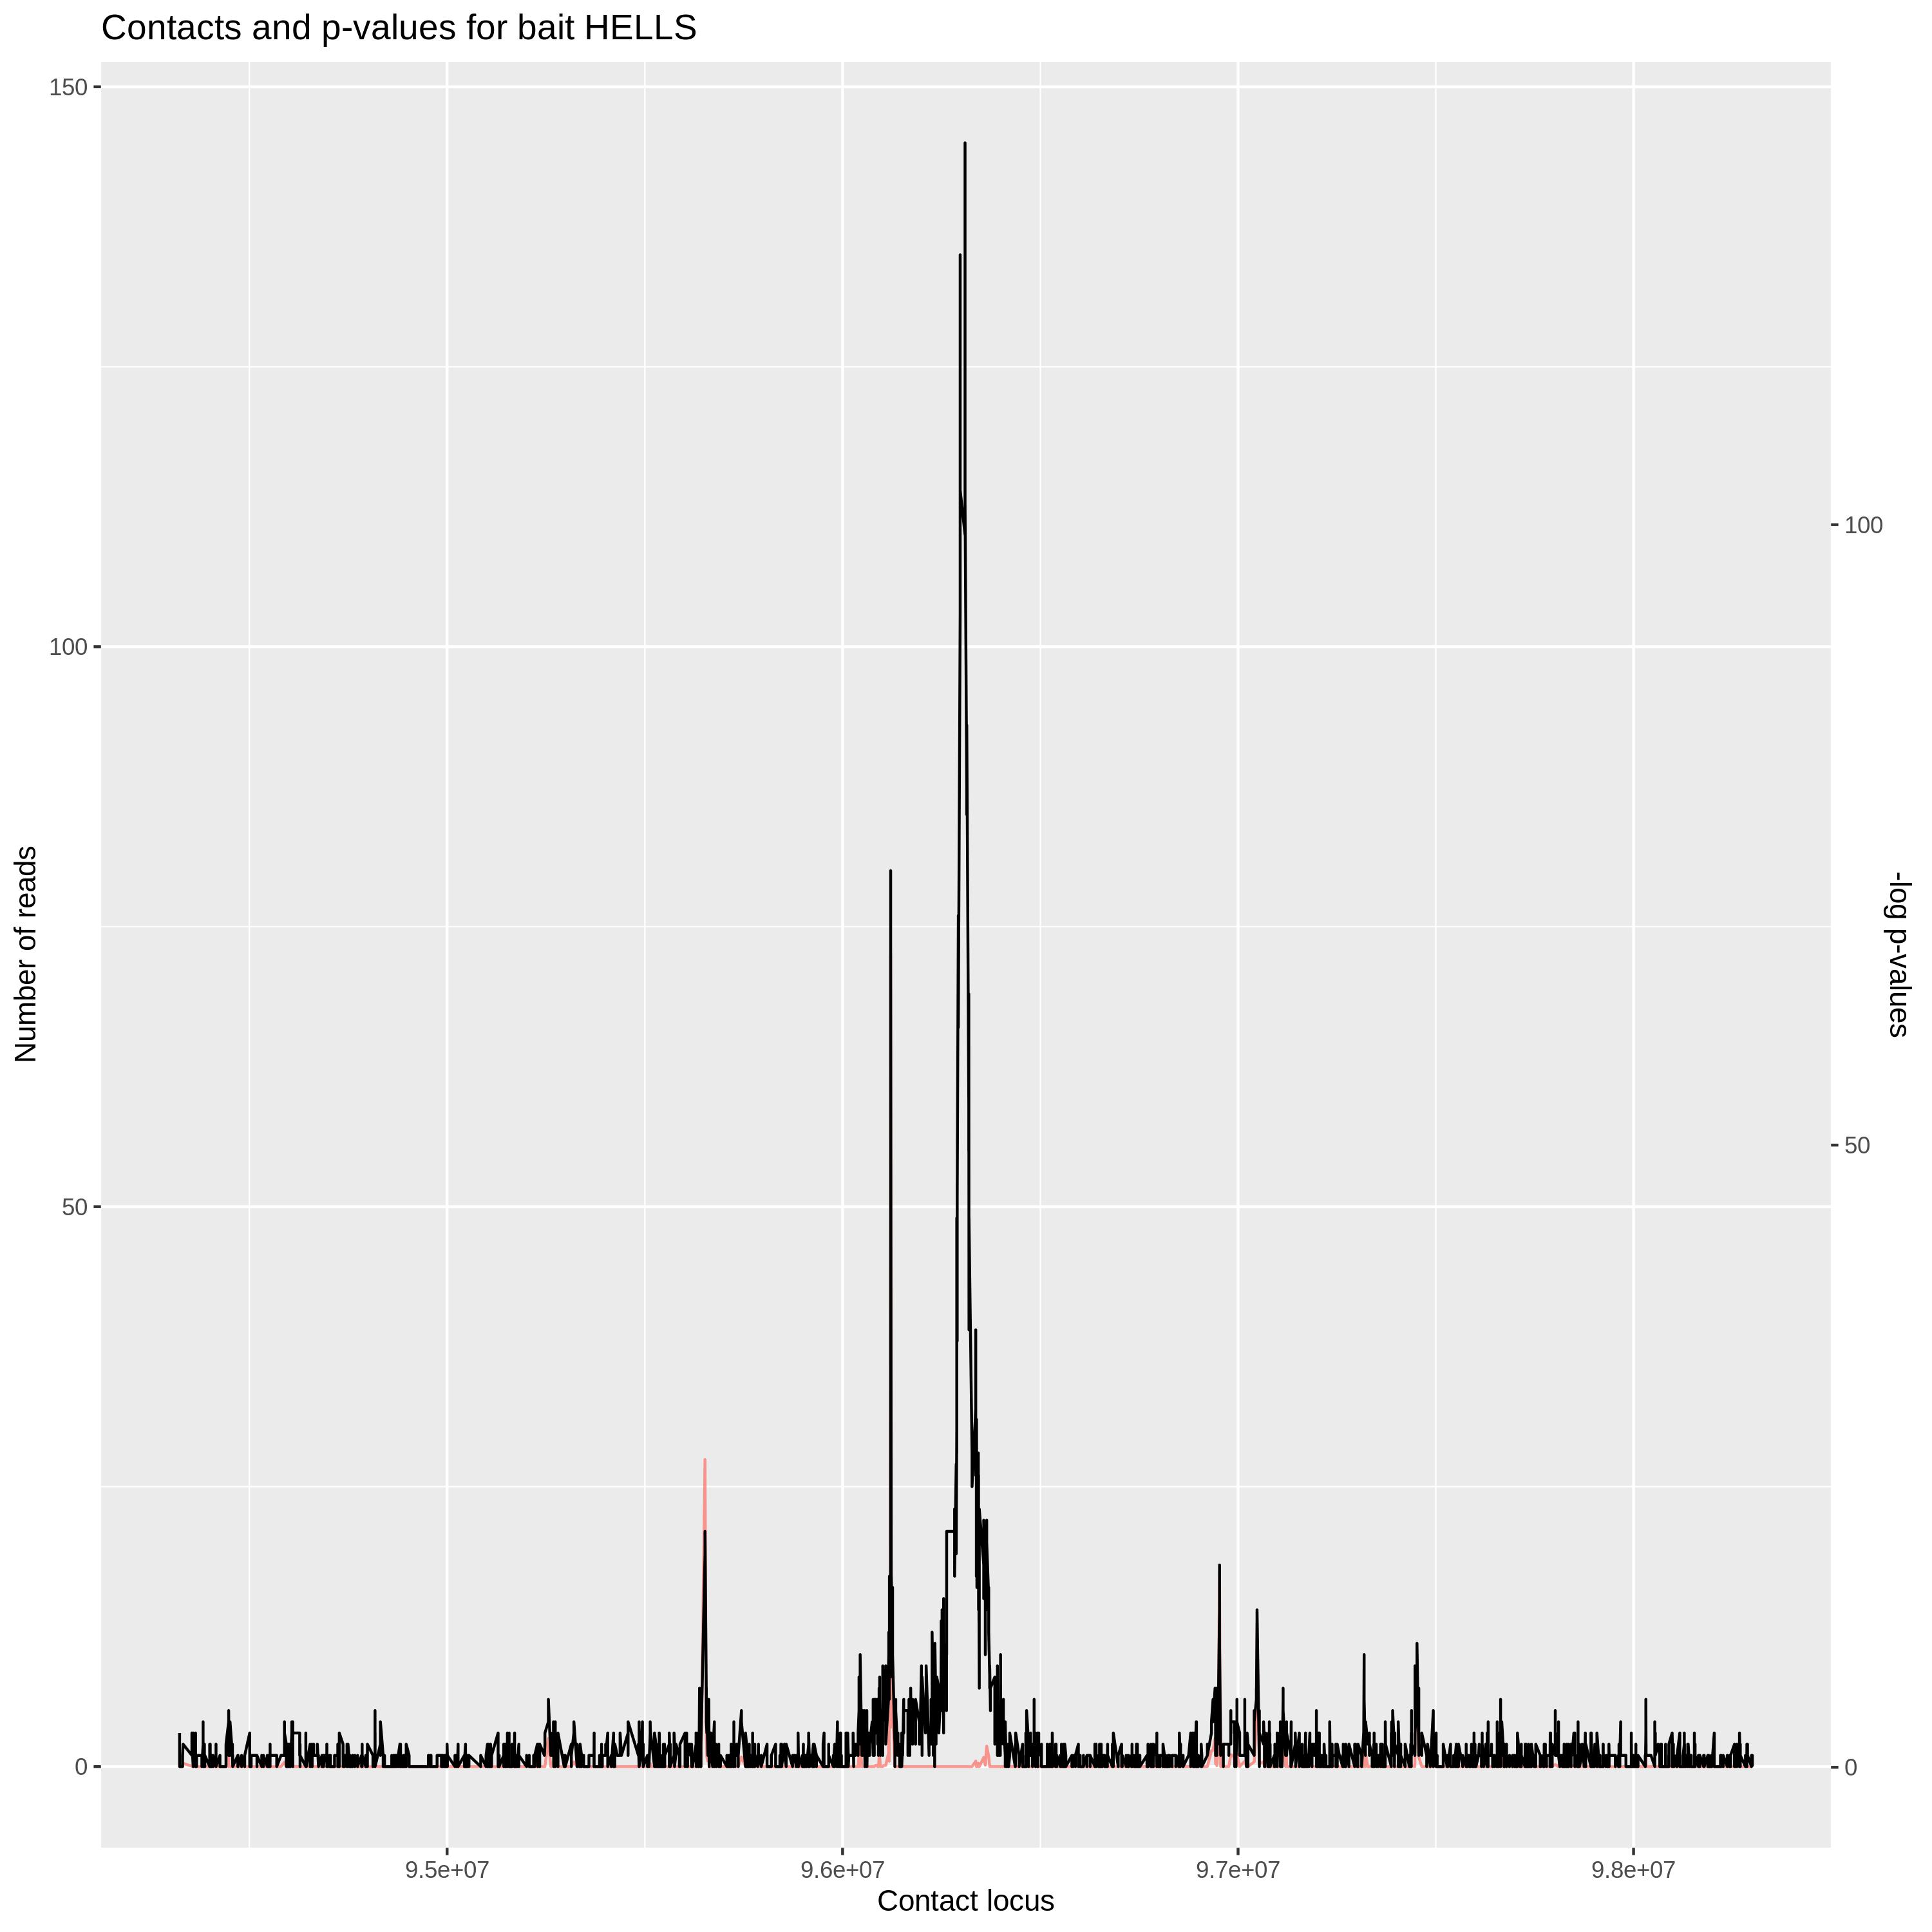 Contacts and p-values for bait HELLS
150
100
50
0
Number of reads
100
50
0
-log p-values
9.5e+07
9.6e+07
9.7e+07
9.8e+07
Contact locus